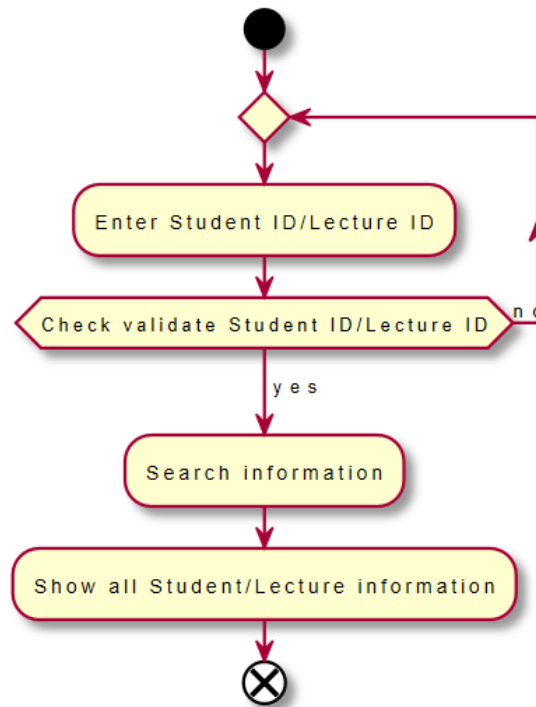 Enter Student ID/Lecture ID
Check validate Student ID/Lecture ID
no
yes
Search information
Show all Student/Lecture information